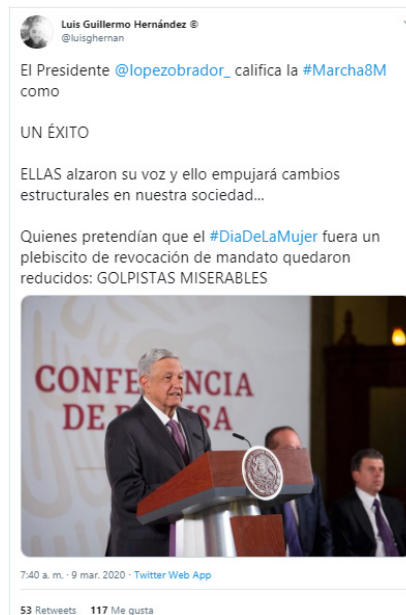 Luis Guillermo Hernández ®
@luisghernan
El Presidente @lopezobrador_ califica la #Marcha8M
como
UN ÉXITO
ELLAS alzaron su voz y ello empujará cambios
estructurales en nuestra sociedad...
Quienes pretendían que el #DiaDeLaMujer fuera un
plebiscito de revocación de mandato quedaron
reducidos: GOLPISTAS MISERABLES
CONFERENCIA
DE PRENSA
7:40 a. m. · 9 mar. 2020 · Twitter Web App
53 Retweets 117 Me gusta